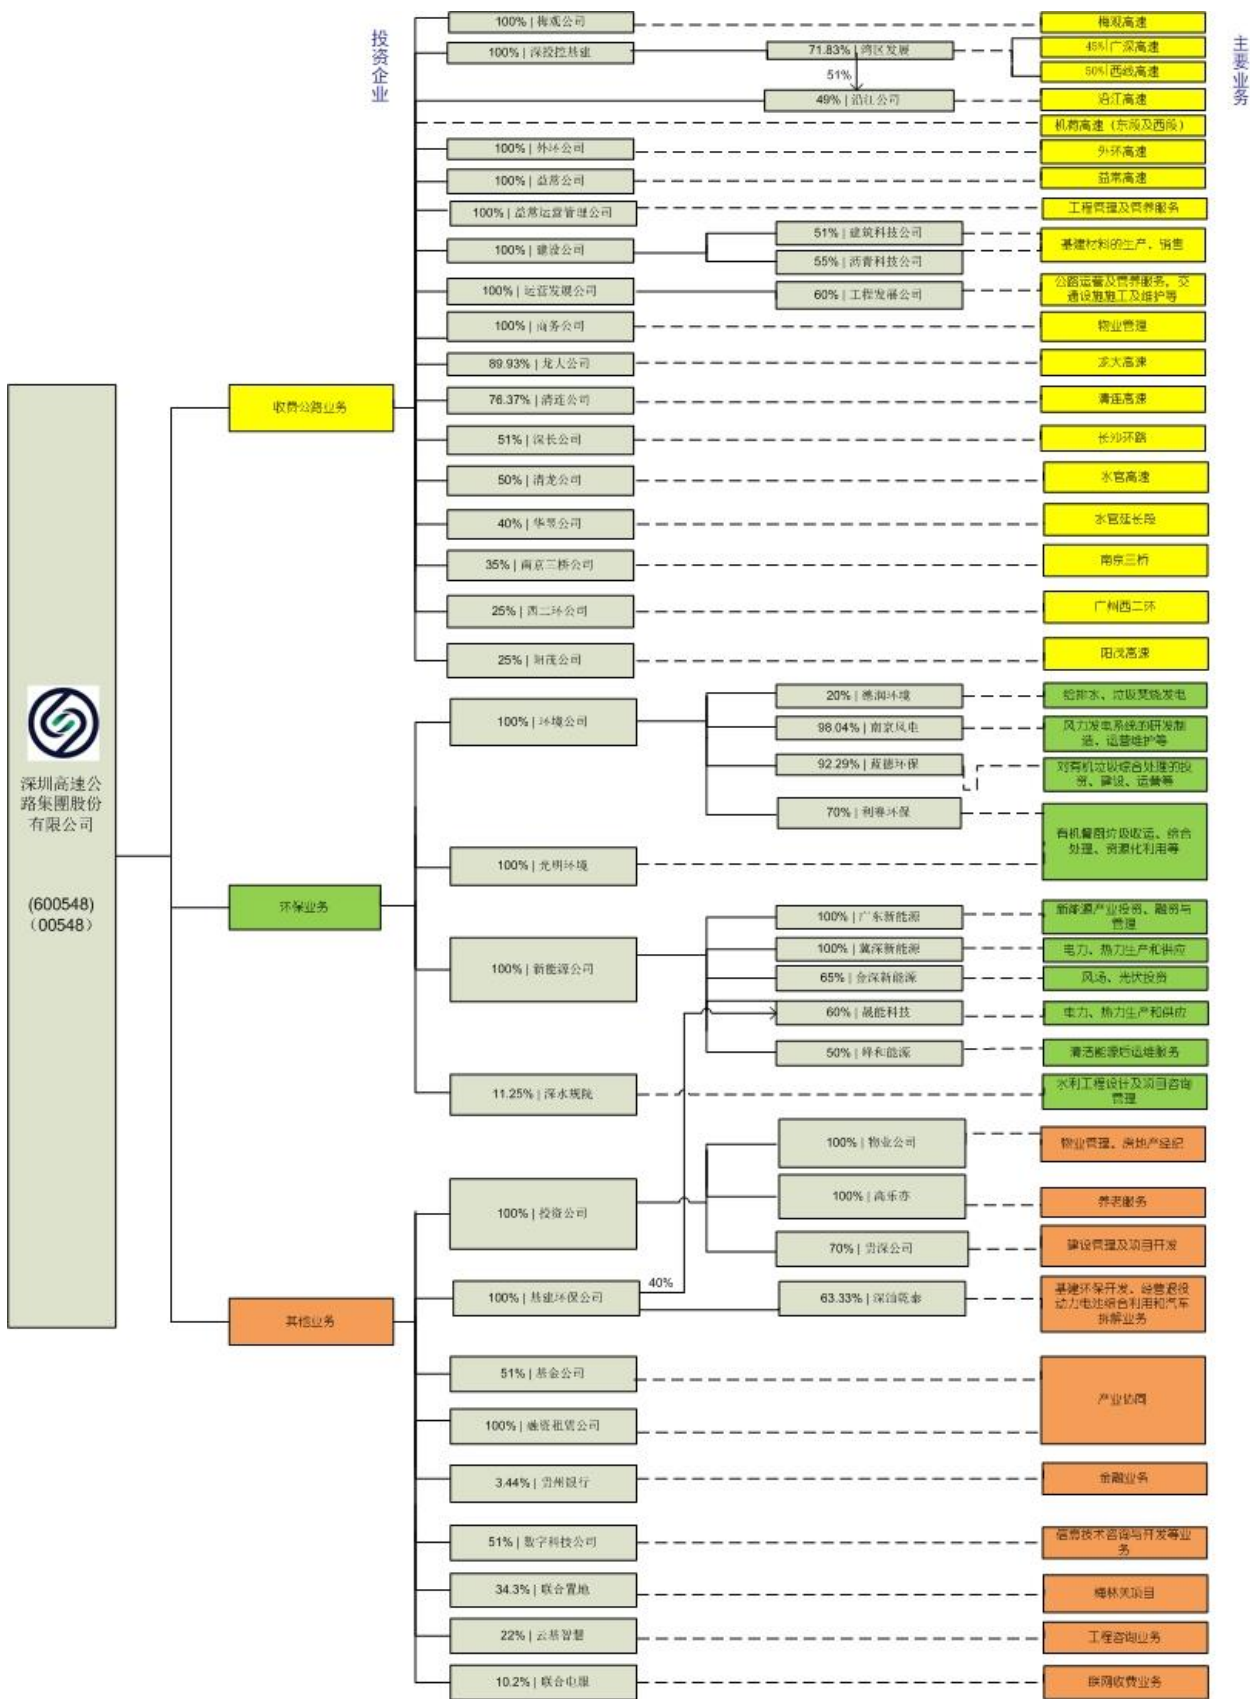 投资企业
主要业务
100% | 梅观公司
梅观高速
100% | 深投控基建
71.83% | 湾区发展
45%|广深高速
50%|西线高速
51%
49% | 沿江公司
沿江高速
机荷高速（东段及西段）
100% | 外环公司
外环高速
100% | 益常公司
益常高速
100% | 益常运营管理公司
工程管理及营养服务
100% | 建设公司
51% | 建筑科技公司
55% | 沥青科技公司
基建材料的生产、销售
100% | 运营发展公司
60% | 工程发展公司
公路运营及管养服务，交
通设施施工及维护等
100% | 商务公司
物业管理
89.93% | 龙大公司
龙大高速
收费公路业务
76.37% | 清连公司
清连高速
51% | 深长公司
长沙环路
50% | 清龙公司
水官高速
40% | 华昱公司
水官延长段
35% | 南京三桥公司
南京三桥
25% | 西二环公司
广州西二环
25% | 阳茂公司
阳茂高速
深圳高速公
路集團股份
有限公司
(600548)
（00548）
100% | 环境公司
20% | 德润环境
给排水、垃圾焚烧发电
98.04% | 南京风电
风力发电系统的研发制
造、运营维护等
92.29% | 蓝德环保
对有机垃圾综合处理的投
资、建设、运营等
70% | 利赛环保
有机餐厨垃圾收运、综合
处理、资源化利用等
100% | 光明环境
环保业务
100% | 新能源公司
100% | 广东新能源
新能源产业投资、融资与
管理
100% | 冀深新能源
电力、热力生产和供应
65% | 金深新能源
风场、光伏投资
60% | 晟能科技
电力、热力生产和供应
50% | 峰和能源
清洁能源后运维服务
11.25% | 深水规院
水利工程设计及项目咨询
管理
100% | 投资公司
100% | 物业公司
物业管理、房地产经纪
100% | 高乐亦
养老服务
70% | 贵深公司
建设管理及项目开发
其他业务
100% | 基建环保公司
40%
63.33% | 深汕乾泰
基建环保开发、经营退役
动力电池综合利用和汽车
拆解业务
51% | 基金公司
产业协同
100% | 融资租赁公司
3.44% | 贵州银行
金融业务
51% | 数字科技公司
信息技术咨询与开发等业
务
34.3% | 联合置地
梅林关项目
22% | 云基智慧
工程咨询业务
10.2% | 联合电服
联网收费业务